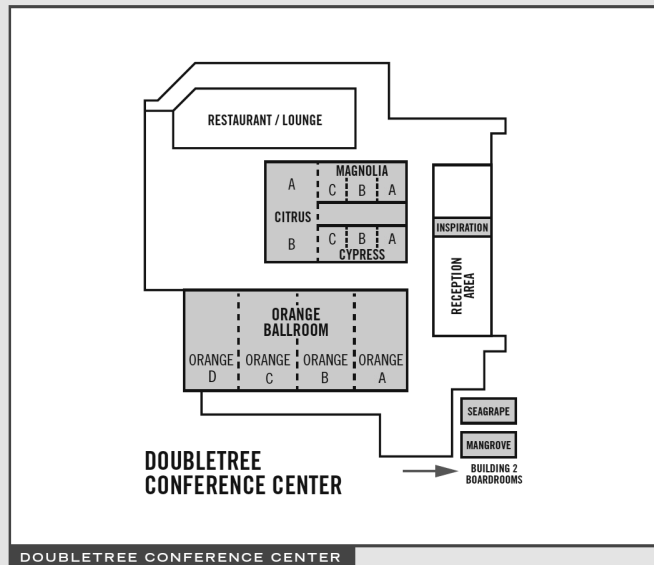 RESTAURANT / LOUNGE
MAGNOLIA
A
C B A
CITRUS
INSPIRATION
B
C B A
CYPRESS
RECEPTION
AREA
ORANGE
BALLROOM
ORANGE
D
ORANGE
C
ORANGE
B
ORANGE
A
SEAGRAPE
MANGROVE
DOUBLETREE
CONFERENCE CENTER
BUILDING 2
BOARDROOMS
DOUBLETREE CONFERENCE CENTER